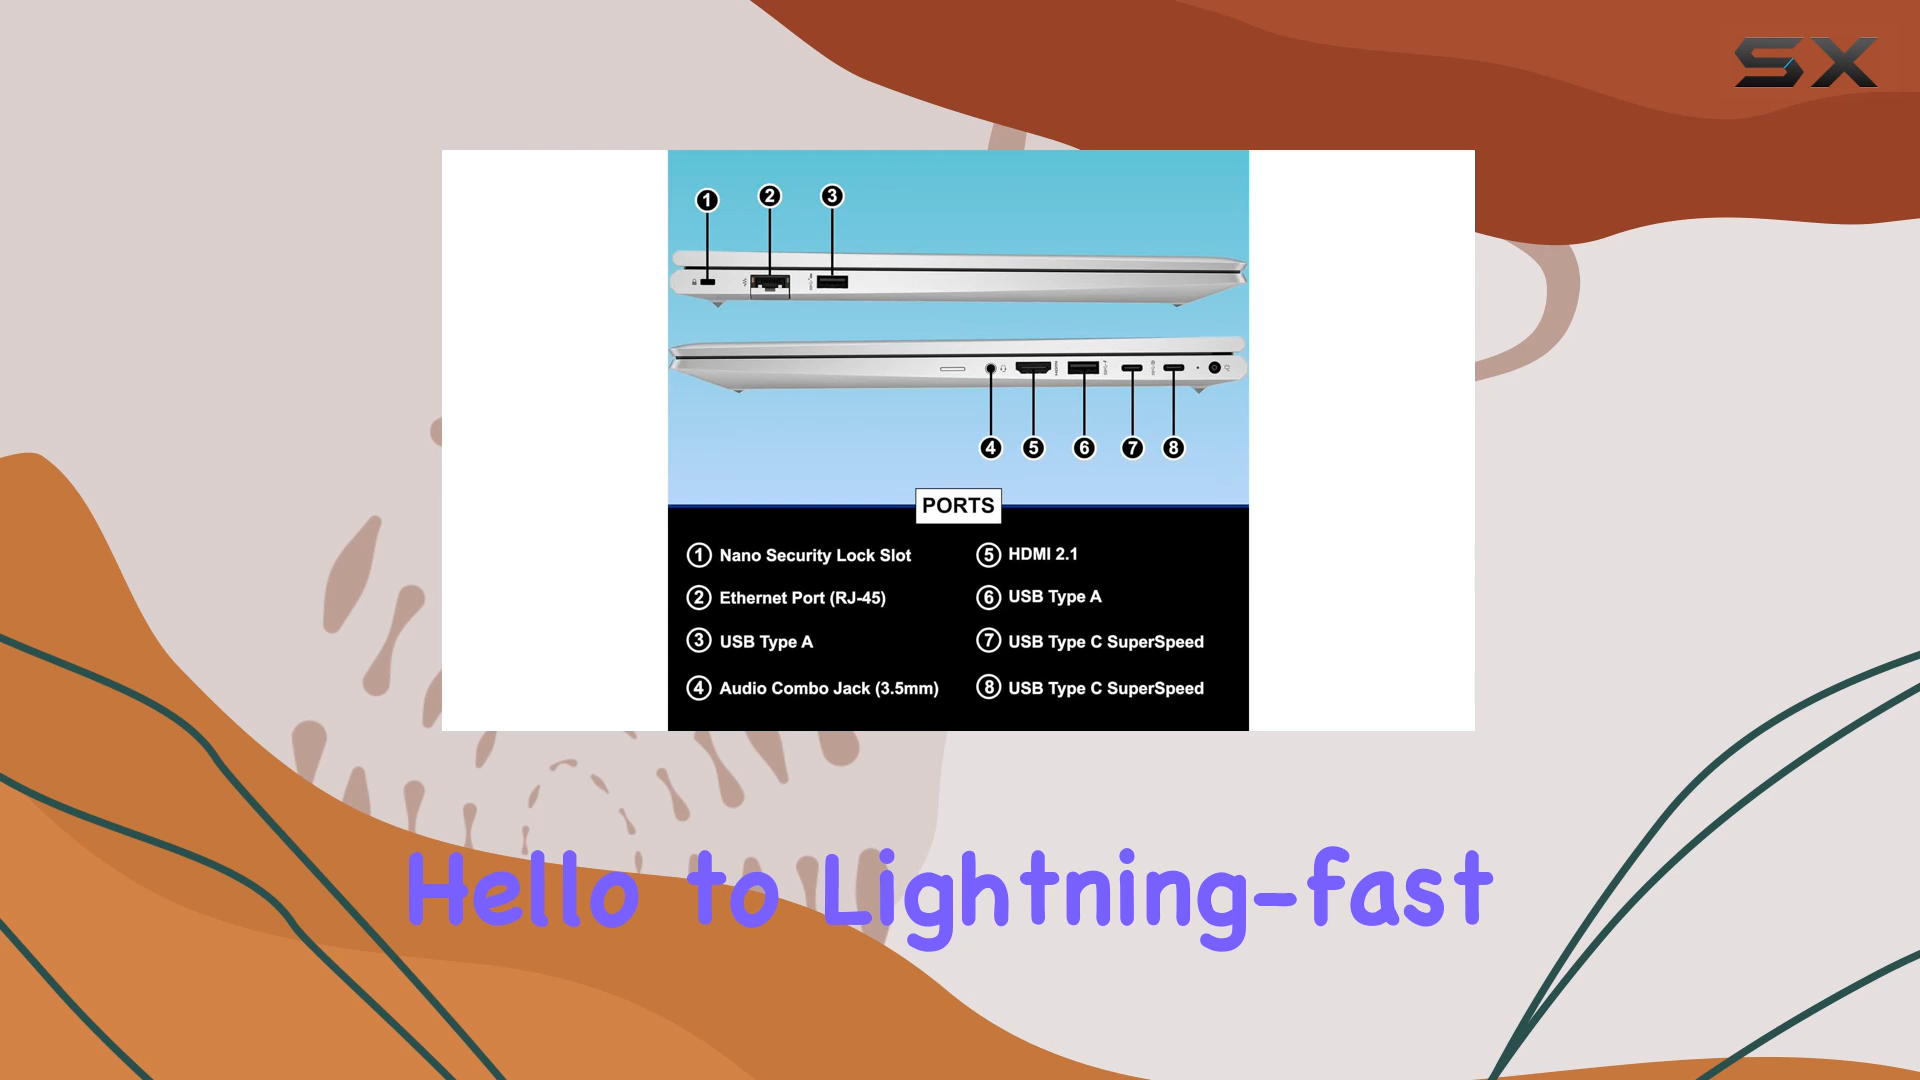 SX
1 2 3
4 5 6 7 8
PORTS
1 Nano Security Lock Slot
2 Ethernet Port (RJ-45)
3 USB Type A
4 Audio Combo Jack (3.5mm)
5 HDMI 2.1
6 USB Type A
7 USB Type C SuperSpeed
8 USB Type C SuperSpeed
Hello to Lightning-fast